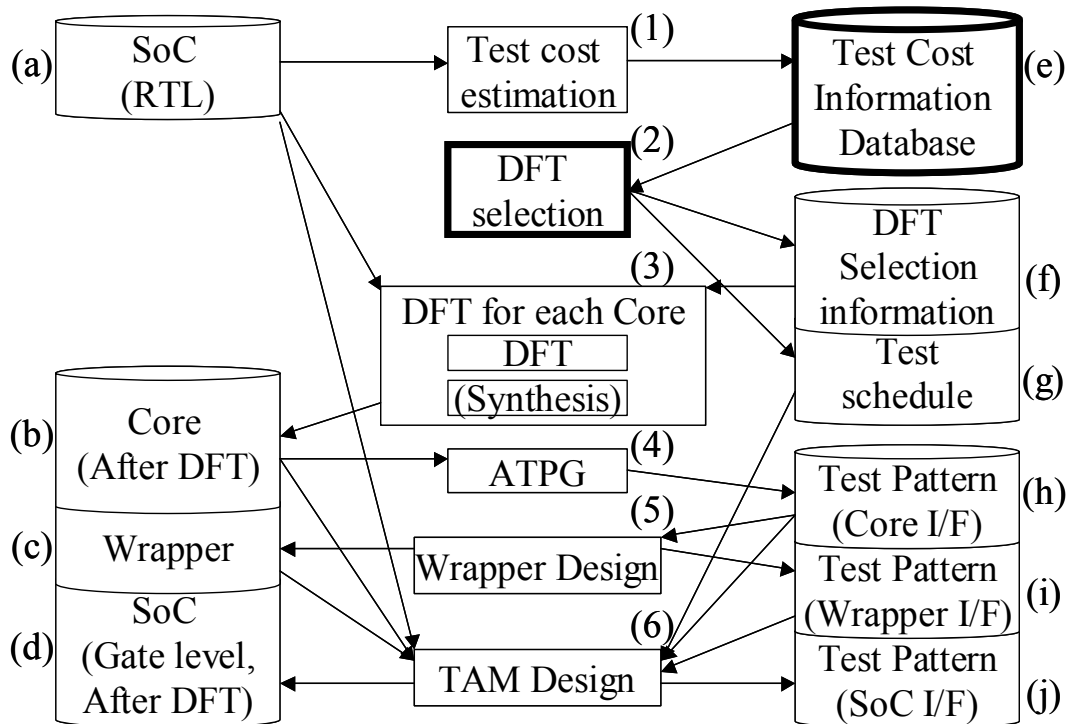 (a)
SoC
(RTL)
(1)
Test cost
estimation
Test Cost
Information
Database
(e)
(2)
DFT
selection
DFT
Selection
information
(f)
(3)
DFT for each Core
DFT
(Synthesis)
Test
schedule
(g)
(b)
Core
(After DFT)
(4)
ATPG
Test Pattern
(Core I/F)
(h)
(c)
Wrapper
(5)
Wrapper Design
Test Pattern
(Wrapper I/F)
(i)
(d)
SoC
(Gate level,
After DFT)
(6)
TAM Design
Test Pattern
(SoC I/F)
(j)